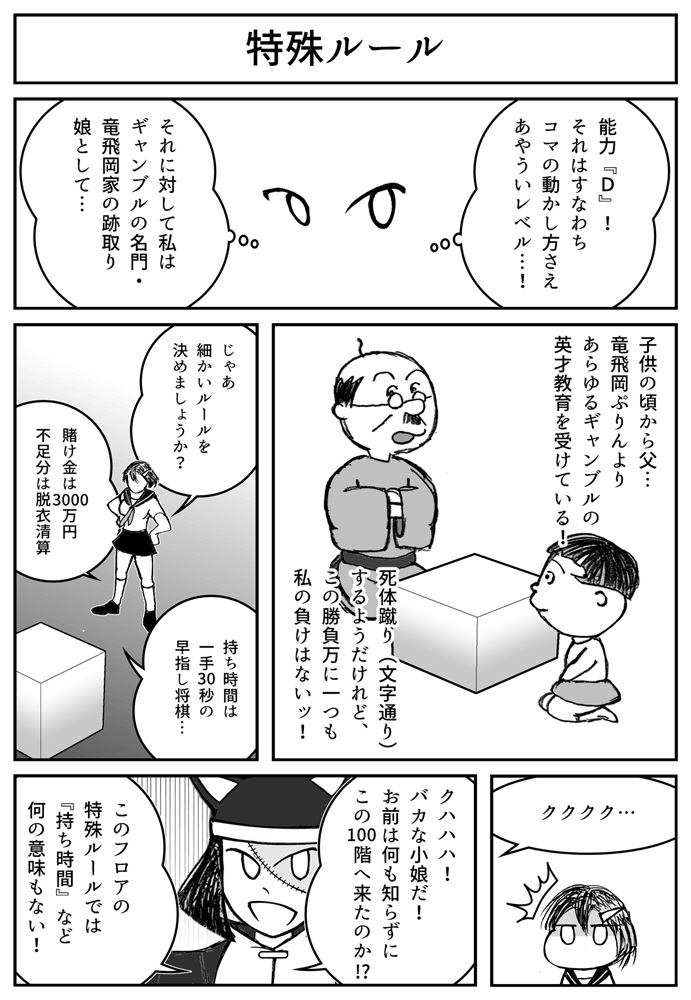 特殊ルール
能力『D』!
それはすなわち
コマの動かし方さえ
あやういレベル…!
それに対して私は
ギャンブルの名門・
竜飛岡家の跡取り
娘として…
子供の頃から父…
竜飛岡ぷりんより
あらゆるギャンブルの
英才教育を受けている!
死体蹴り(文字通り)
するようだけれど、
この勝負万に一つも
私の負けはないッ!
じゃあ
細かいルールを
決めましょうか?
賭け金は3000万円
不足分は脱衣清算
持ち時間は
一手30秒の
早指し将棋…
クククク…
クハハハ!
バカな小娘だ!
お前は何も知らずに
この100階へ来たのか!?
このフロアの
特殊ルールでは
『持ち時間』など
何の意味もない!